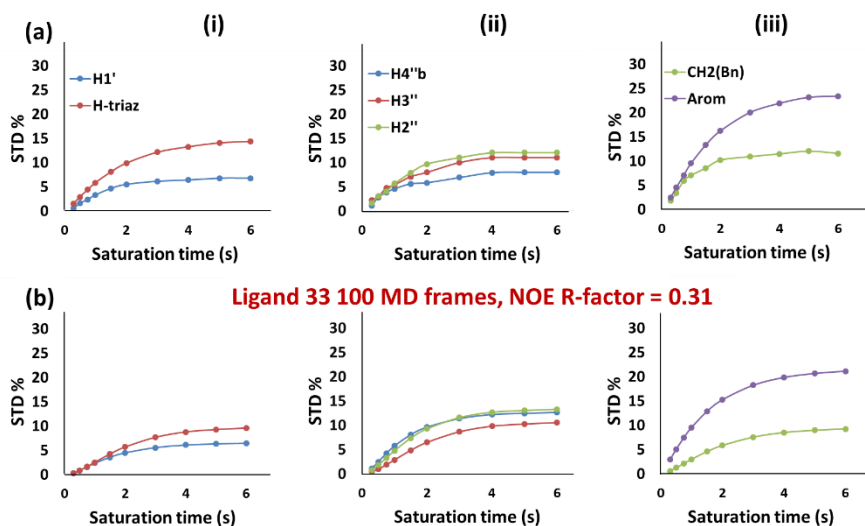 (i) (ii) (iii)
(a)
30
25
20
15
10
5
0
STD %
H1'
H-triaz
0 2 4 6
Saturation time (s)
30
25
20
15
10
5
0
STD %
H4''b
H3''
H2''
0 2 4 6
Saturation time (s)
30
25
20
15
10
5
0
STD %
CH2(Bn)
Arom
0 2 4 6
Saturation time (s)
(b)
Ligand 33 100 MD frames, NOE R-factor = 0.31
30
25
20
15
10
5
0
STD %
0 2 4 6
Saturation time (s)
30
25
20
15
10
5
0
STD %
0 2 4 6
Saturation time (s)
30
25
20
15
10
5
0
STD %
0 2 4 6
Saturation time (s)